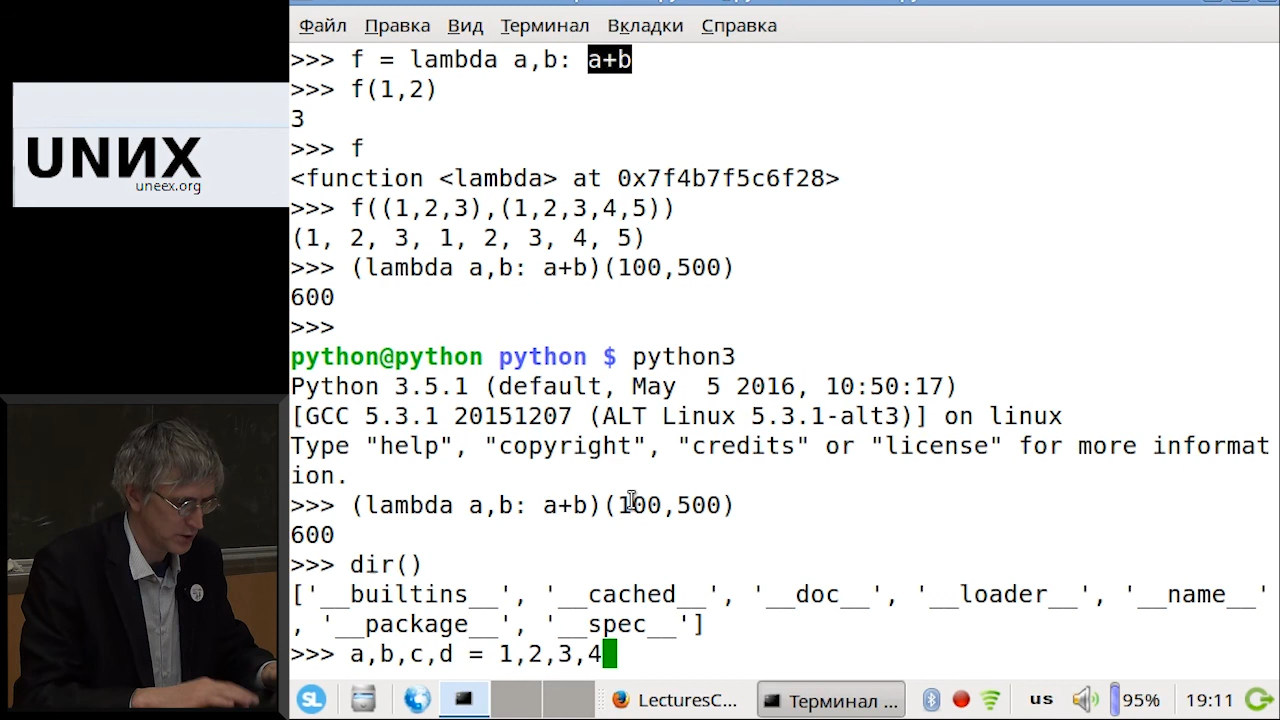 Файл Правка Вид Терминал Вкладки Справка
>>> f = lambda a,b: a+b
>>> f(1,2)
3
>>> f
<function <lambda> at 0x7f4b7f5c6f28>
>>> f((1,2,3),(1,2,3,4,5))
(1, 2, 3, 1, 2, 3, 4, 5)
>>> (lambda a,b: a+b)(100,500)
600
>>>
python@python python $ python3
Python 3.5.1 (default, May  5 2016, 10:50:17)
[GCC 5.3.1 20151207 (ALT Linux 5.3.1-alt3)] on linux
Type "help", "copyright", "credits" or "license" for more informat
ion.
>>> (lambda a,b: a+b)(100,500)
600
>>> dir()
['__builtins__', '__cached__', '__doc__', '__loader__', '__name__'
, '__package__', '__spec__']
>>> a,b,c,d = 1,2,3,4
UNИX
uneex.org
LecturesC... Терминал ... us 95% 19:11